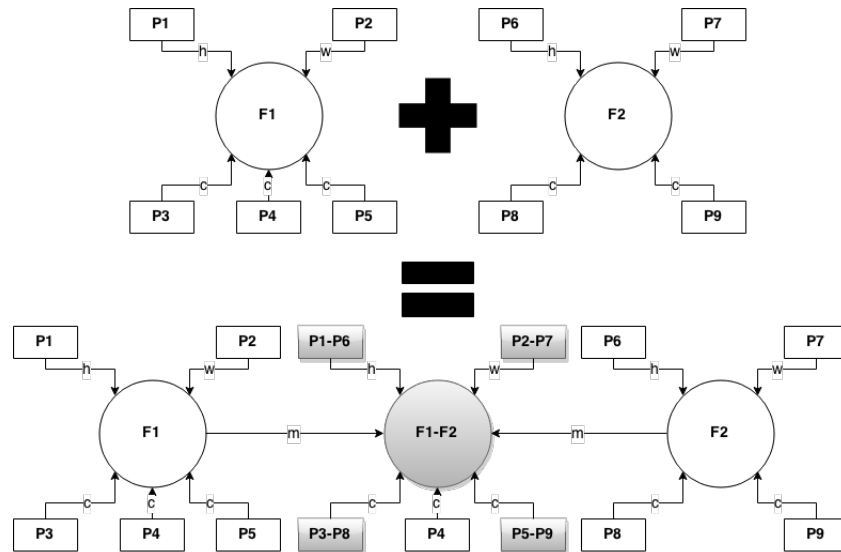 P1 P2 P6 P7
h w h w
F1 F2
c c c c c
P3 P4 P5 P8 P9
P1 P2 P1-P6 P2-P7 P6 P7
h w h w h w
F1 m F1-F2 m F2
c c c c c c c c
P3 P4 P5 P3-P8 P4 P5-P9 P8 P9